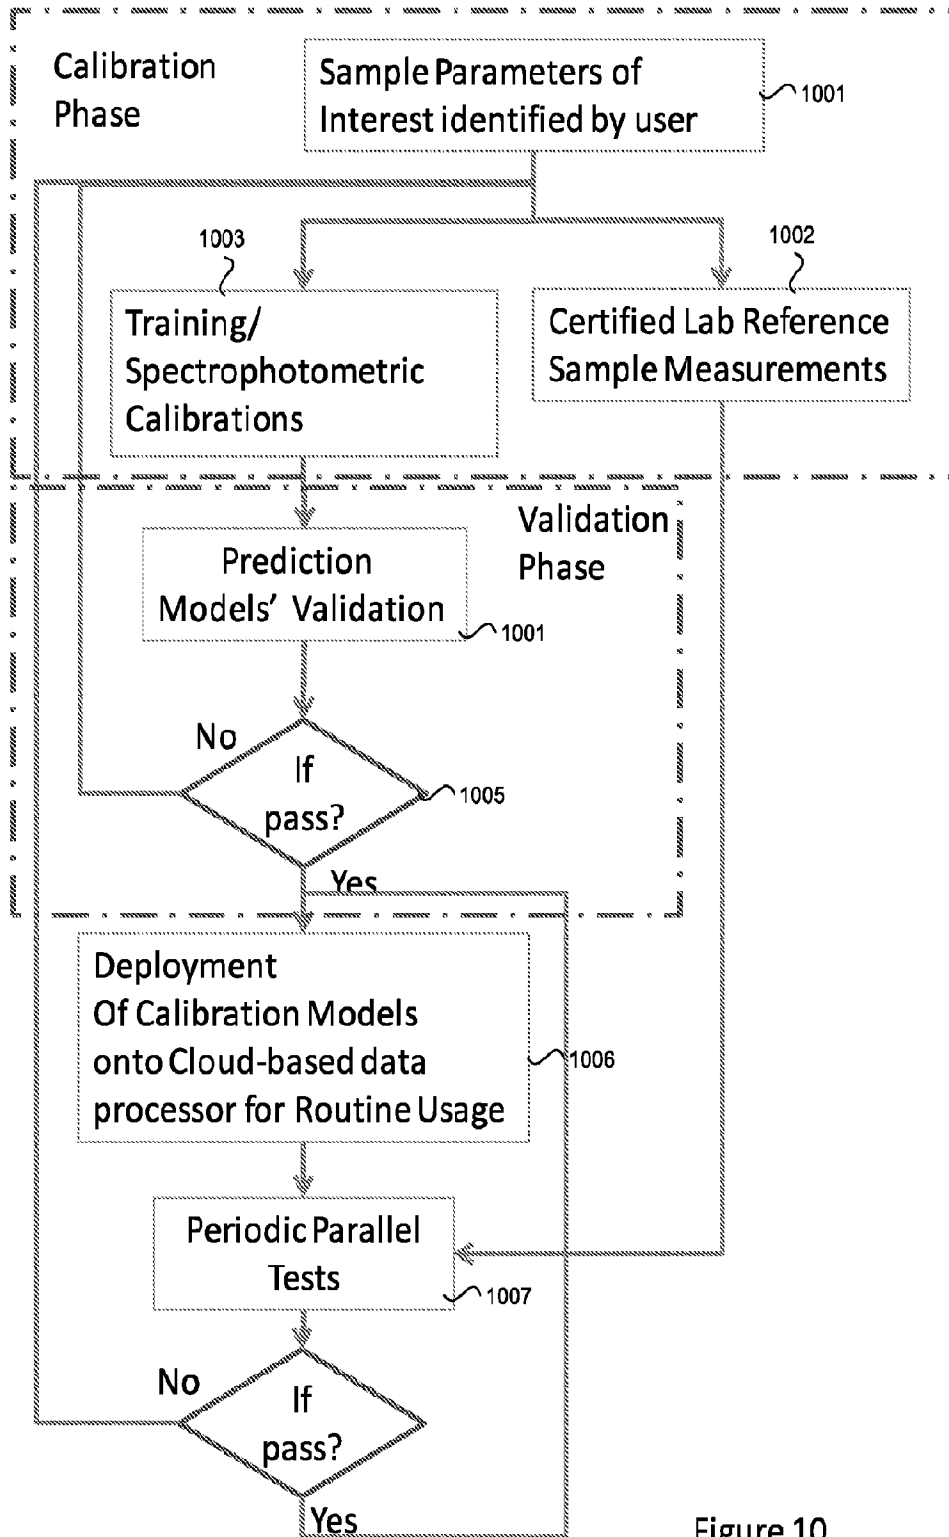 Calibration
Phase
Sample Parameters of
Interest identified by user
1001
1003
1002
Training/
Spectrophotometric
Calibrations
Certified Lab Reference
Sample Measurements
Validation
Phase
Prediction
Models' Validation
1001
No
If
pass?
1005
Yes
Deployment
Of Calibration Models
onto Cloud-based data
processor for Routine Usage
1006
Periodic Parallel
Tests
1007
No
If
pass?
Yes
Figure 10